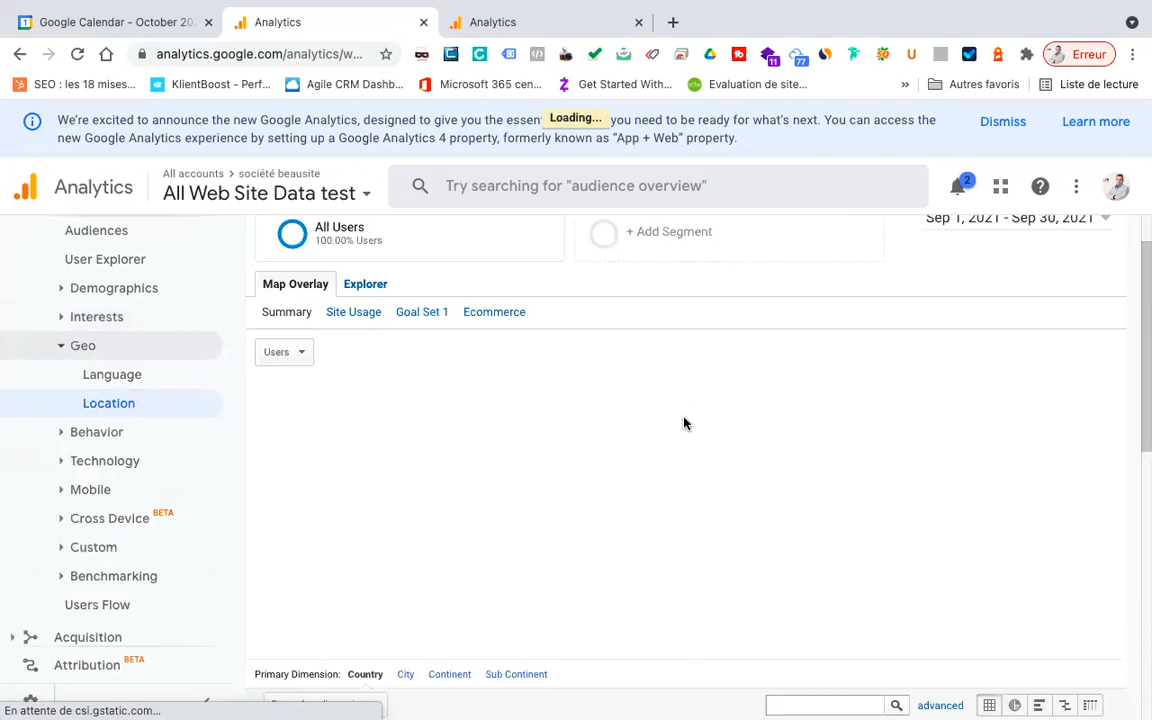 Google Calendar - October 20
Analytics
Analytics
analytics.google.com/analytics/w...
11
77
Erreur
SEO : les 18 mises...
KlientBoost - Perf...
Agile CRM Dashb...
Microsoft 365 cen...
Get Started With...
Evaluation de site...
»
Autres favoris
Liste de lecture
We're excited to announce the new Google Analytics, designed to give you the essen
Loading...
you need to be ready for what's next. You can access the
new Google Analytics experience by setting up a Google Analytics 4 property, formerly known as "App + Web" property.
Dismiss
Learn more
Analytics
All accounts > société beausite
All Web Site Data test
Try searching for "audience overview"
2
Audiences
User Explorer
Demographics
Interests
Geo
Language
Location
Behavior
Technology
Mobile
Cross Device BETA
Custom
Benchmarking
Users Flow
Acquisition
Attribution BETA
All Users
100.00% Users
+ Add Segment
Sep 1, 2021 - Sep 30, 2021
Map Overlay
Explorer
Summary
Site Usage
Goal Set 1
Ecommerce
Users
Primary Dimension: Country City Continent Sub Continent
advanced
En attente de csi.gstatic.com...